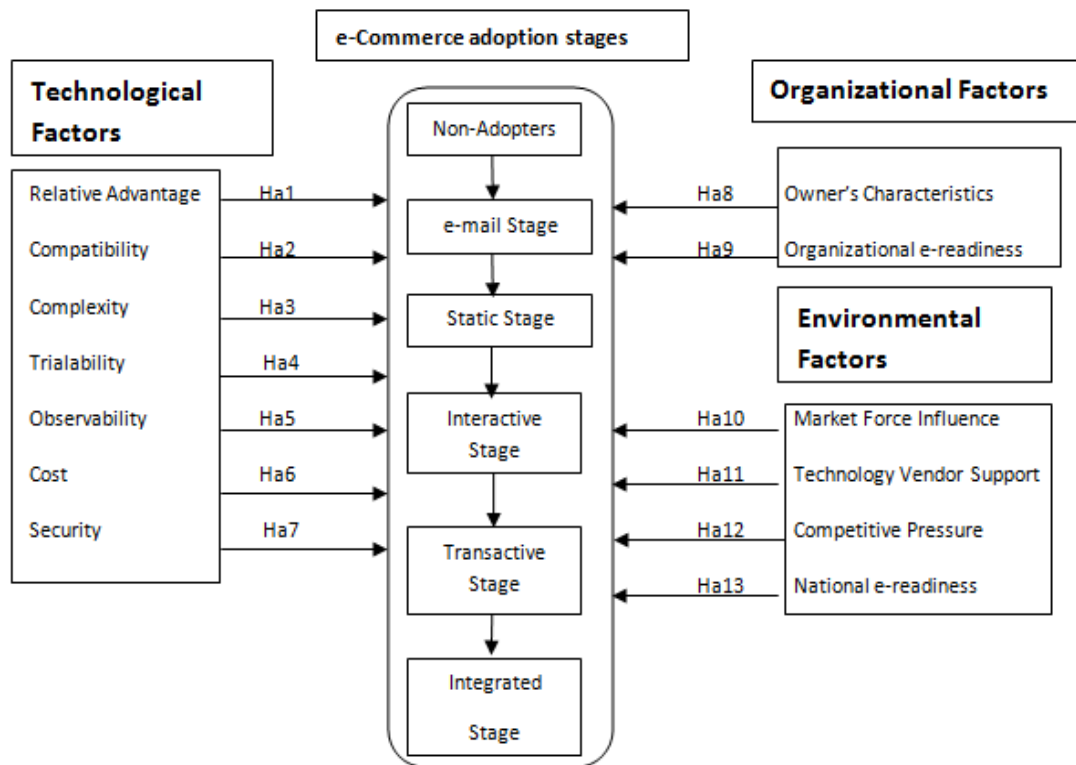 e-Commerce adoption stages
Technological
Factors
Relative Advantage
Compatibility
Complexity
Trialability
Observability
Cost
Security
Ha1
Ha2
Ha3
Ha4
Ha5
Ha6
Ha7
Non-Adopters
e-mail Stage
Static Stage
Interactive
Stage
Transactive
Stage
Integrated
Stage
Organizational Factors
Ha8
Owner's Characteristics
Ha9
Organizational e-readiness
Environmental
Factors
Ha10
Market Force Influence
Ha11
Technology Vendor Support
Ha12
Competitive Pressure
Ha13
National e-readiness